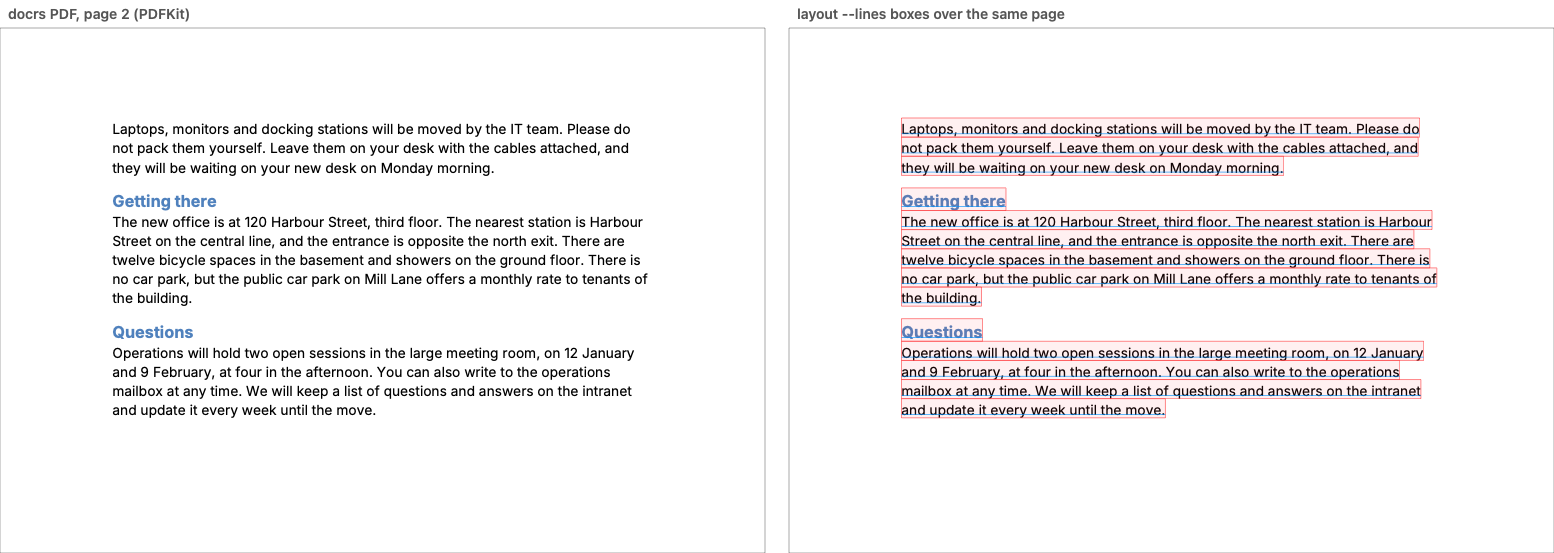 docrs PDF, page 2 (PDFKit)
Laptops, monitors and docking stations will be moved by the IT team. Please do
not pack them yourself. Leave them on your desk with the cables attached, and
they will be waiting on your new desk on Monday morning.
Getting there
The new office is at 120 Harbour Street, third floor. The nearest station is Harbour
Street on the central line, and the entrance is opposite the north exit. There are
twelve bicycle spaces in the basement and showers on the ground floor. There is
no car park, but the public car park on Mill Lane offers a monthly rate to tenants of
the building.
Questions
Operations will hold two open sessions in the large meeting room, on 12 January
and 9 February, at four in the afternoon. You can also write to the operations
mailbox at any time. We will keep a list of questions and answers on the intranet
and update it every week until the move.
layout --lines boxes over the same page
Laptops, monitors and docking stations will be moved by the IT team. Please do
not pack them yourself. Leave them on your desk with the cables attached, and
they will be waiting on your new desk on Monday morning.
Getting there
The new office is at 120 Harbour Street, third floor. The nearest station is Harbour
Street on the central line, and the entrance is opposite the north exit. There are
twelve bicycle spaces in the basement and showers on the ground floor. There is
no car park, but the public car park on Mill Lane offers a monthly rate to tenants of
the building.
Questions
Operations will hold two open sessions in the large meeting room, on 12 January
and 9 February, at four in the afternoon. You can also write to the operations
mailbox at any time. We will keep a list of questions and answers on the intranet
and update it every week until the move.